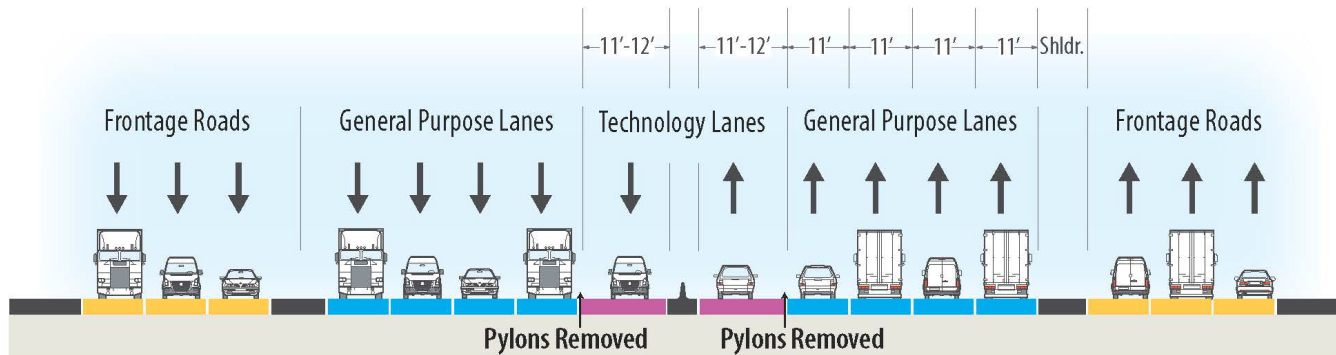 11’-12’ 11’-12’ 11’ 11’ 11’ 11’ Shldr.
Frontage Roads General Purpose Lanes Technology Lanes General Purpose Lanes Frontage Roads
Pylons Removed Pylons Removed